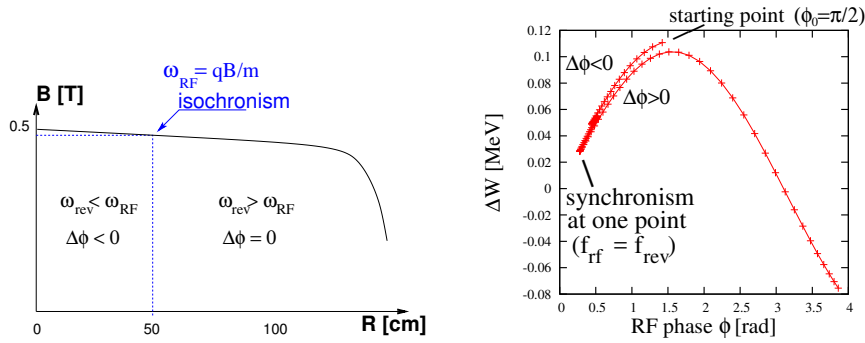 ω_RF = qB/m
isochronism
B [T]
0.5
ω_rev < ω_RF
Δϕ < 0
ω_rev > ω_RF
Δϕ = 0
0
50
100
R [cm]
starting point (ϕ_0=π/2)
Δϕ<0
Δϕ>0
synchronism
at one point
(f_rf = f_rev)
ΔW [MeV]
0.12
0.1
0.08
0.06
0.04
0.02
0
-0.02
-0.04
-0.06
-0.08
0
0.5
1
1.5
2
2.5
3
3.5
4
RF phase ϕ [rad]